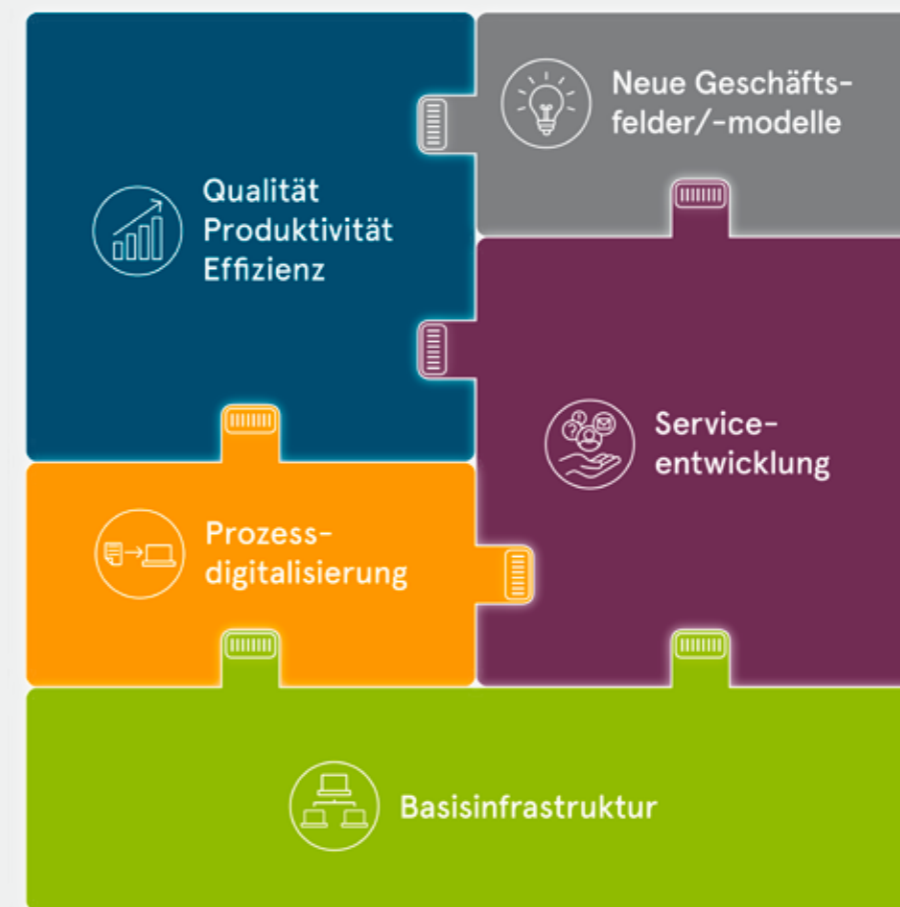 Qualität
Produktivität
Effizienz
Neue Geschäfts-
felder/-modelle
Service-
entwicklung
Prozess-
digitalisierung
Basisinfrastruktur